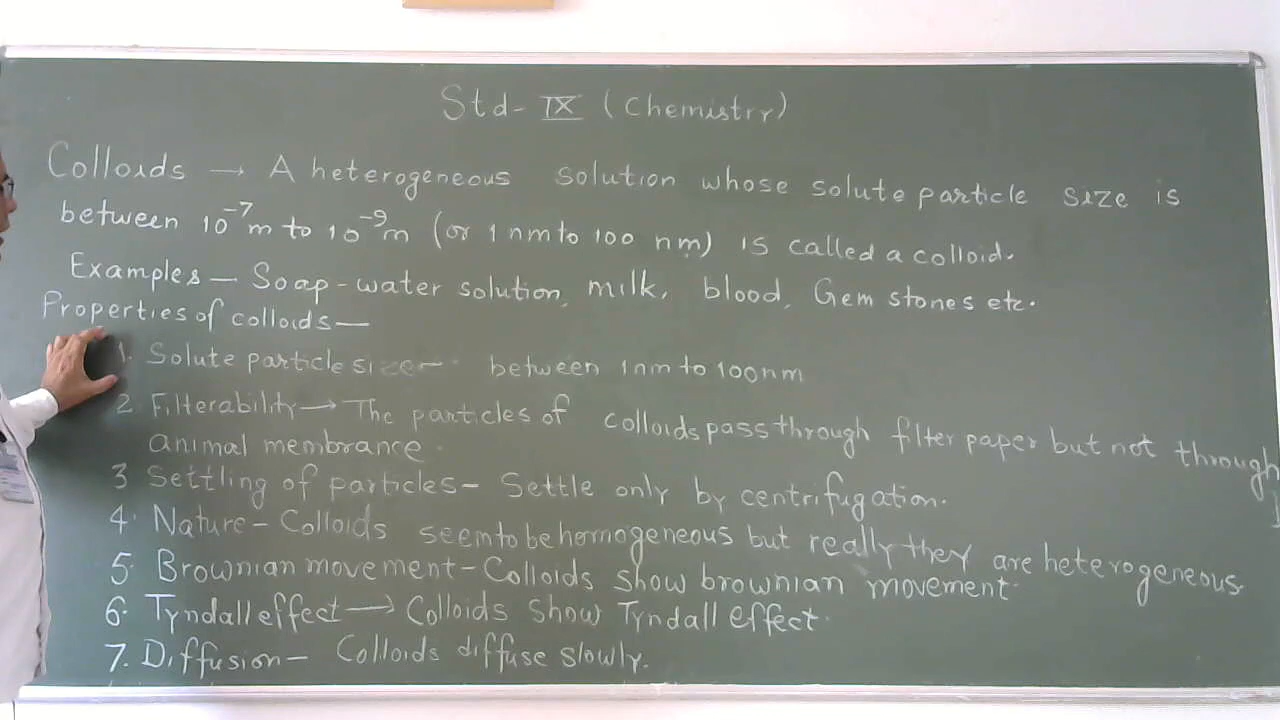 Std- IX (Chemistry)
Colloids → A heterogeneous solution whose solute particle size is
between 10⁻⁷m to 10⁻⁹m (or 1 nm to 100 nm) is called a colloid.
Examples – Soap-water solution, milk, blood, Gem stones etc.
Properties of colloids—
1. Solute particle size – between 1nm to 100nm
2. Filterability → The particles of colloids pass through filter paper but not through
animal membrance.
3 Settling of particles – Settle only by centrifugation.
4. Nature – Colloids seem to be homogeneous but really they are heterogeneous.
5. Brownian movement – Colloids show brownian movement.
6. Tyndall effect → Colloids show Tyndall effect.
7. Diffusion – Colloids diffuse slowly.